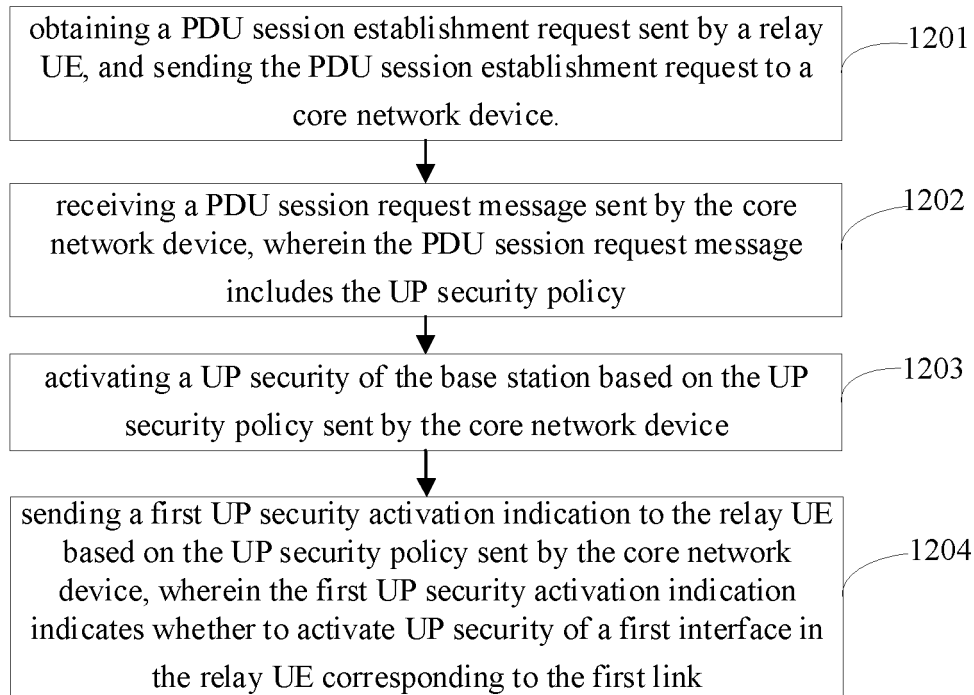 obtaining a PDU session establishment request sent by a relay
UE, and sending the PDU session establishment request to a
core network device.
1201
receiving a PDU session request message sent by the core
network device, wherein the PDU session request message
includes the UP security policy
1202
activating a UP security of the base station based on the UP
security policy sent by the core network device
1203
sending a first UP security activation indication to the relay UE
based on the UP security policy sent by the core network
device, wherein the first UP security activation indication
indicates whether to activate UP security of a first interface in
the relay UE corresponding to the first link
1204